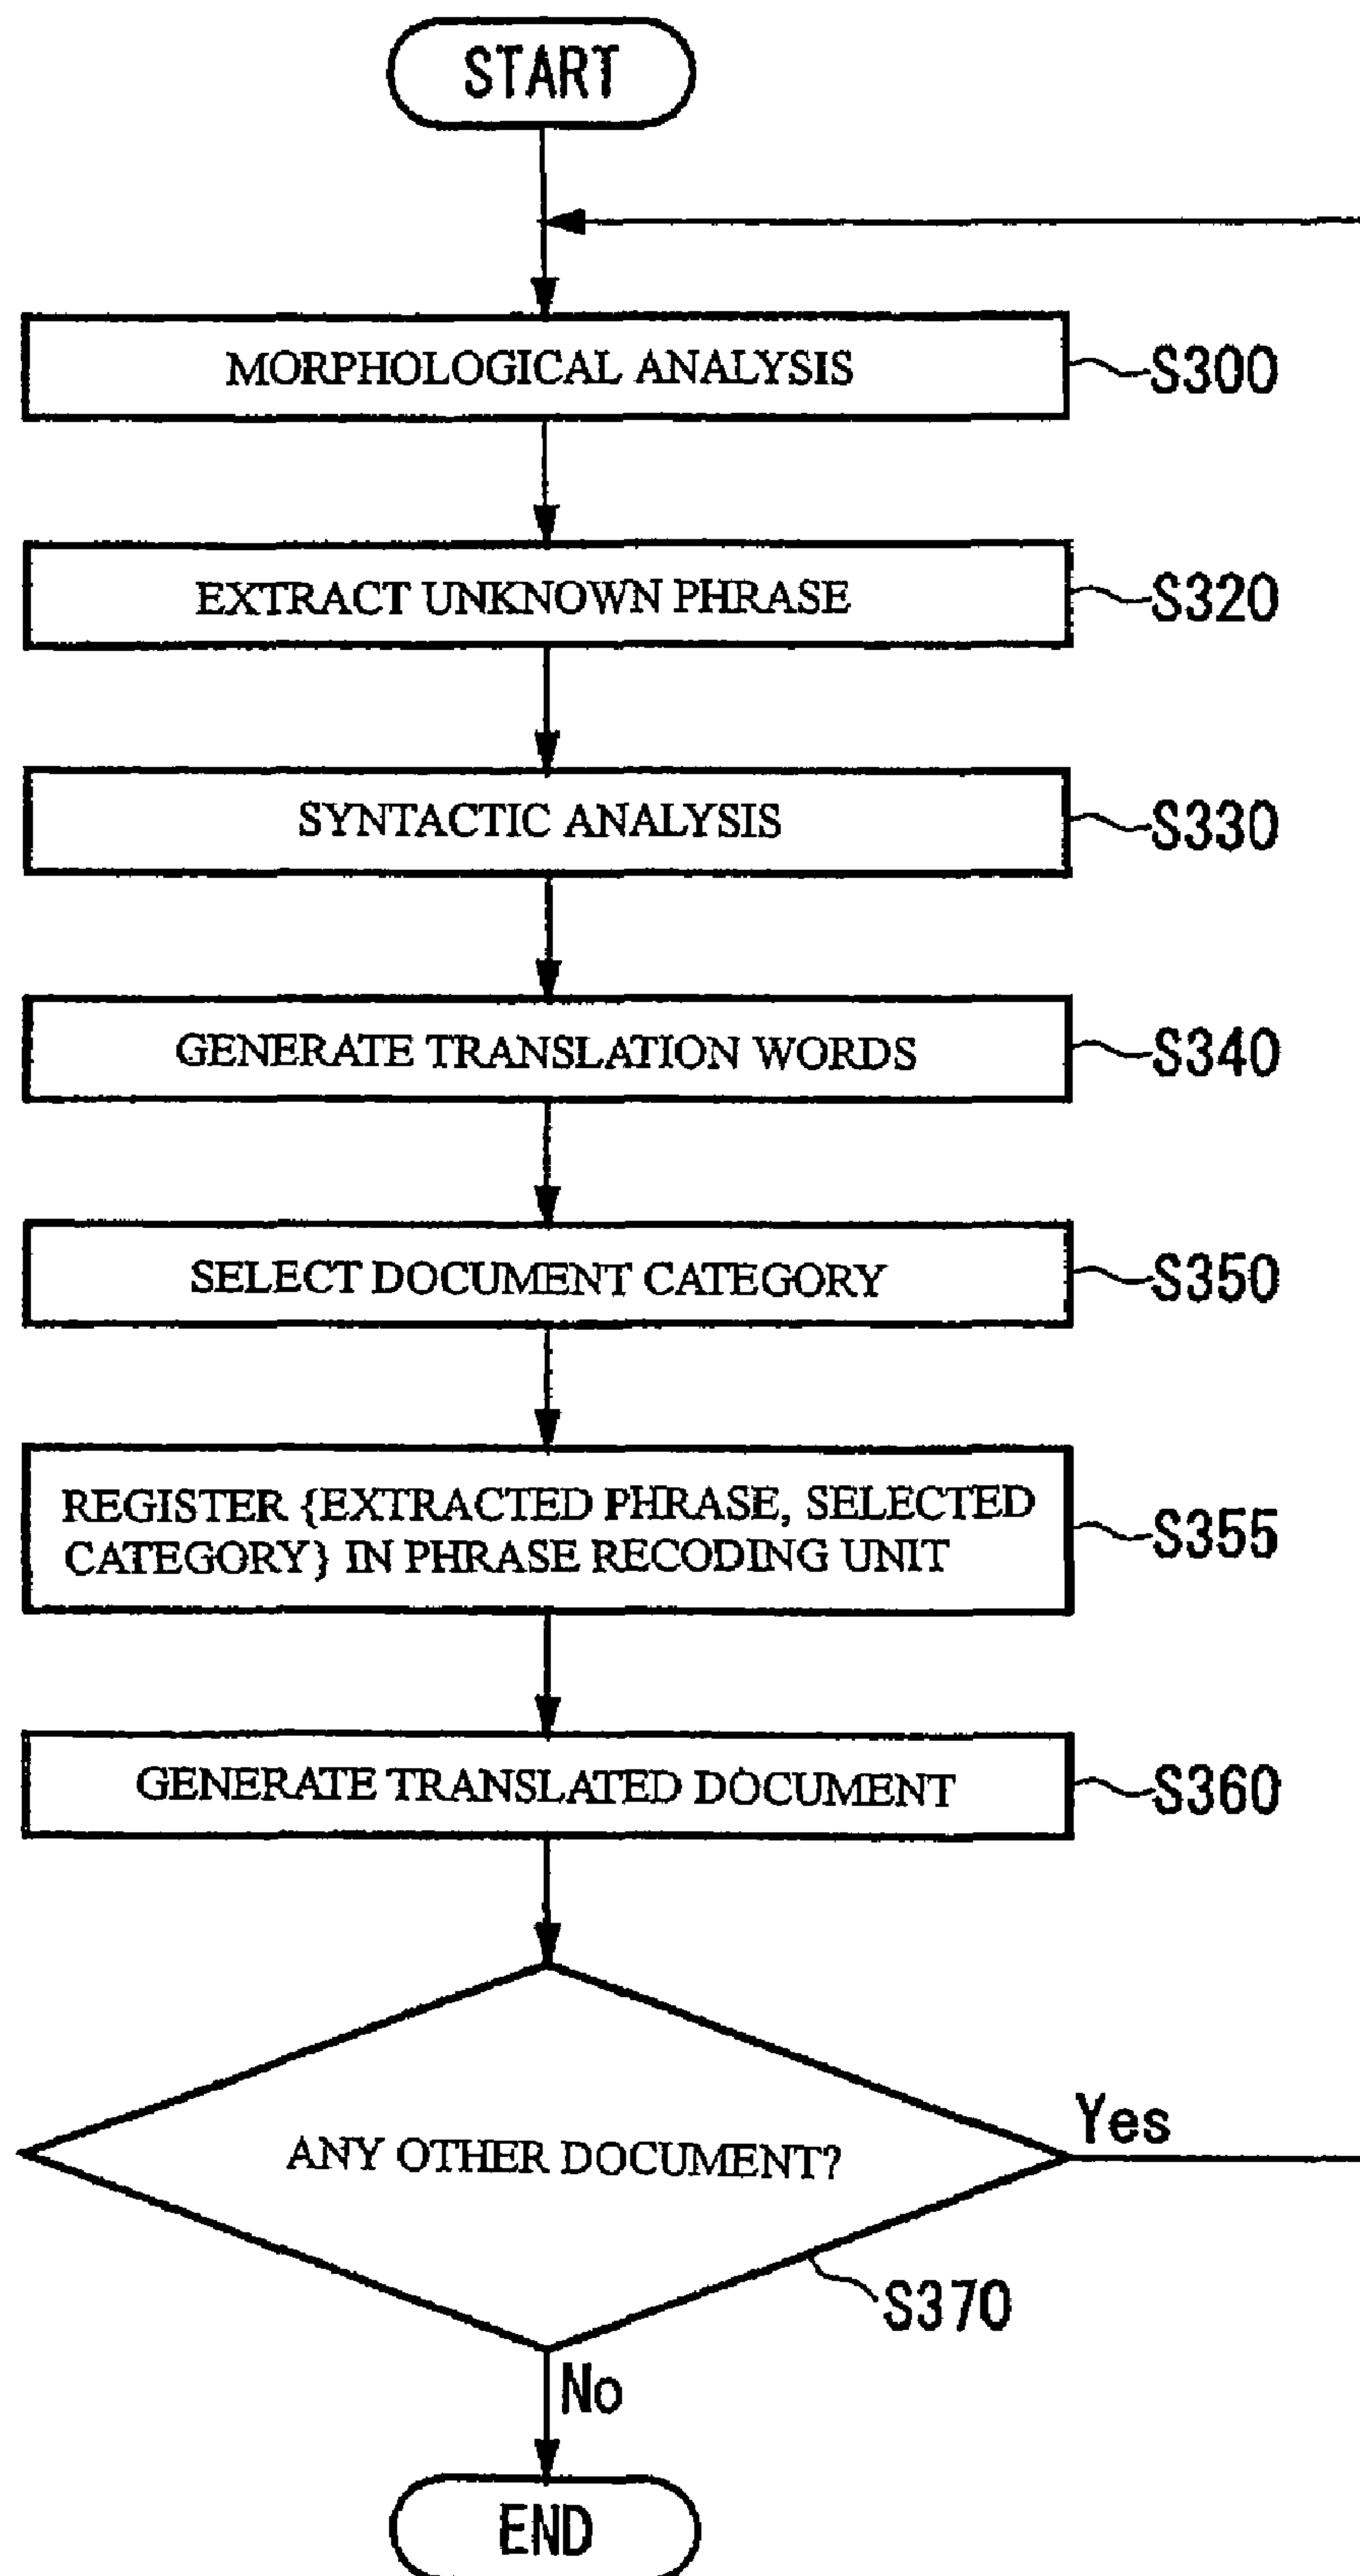 START
MORPHOLOGICAL ANALYSIS
S300
EXTRACT UNKNOWN PHRASE
S320
SYNTACTIC ANALYSIS
S330
GENERATE TRANSLATION WORDS
S340
SELECT DOCUMENT CATEGORY
S350
REGISTER {EXTRACTED PHRASE, SELECTED
CATEGORY} IN PHRASE RECODING UNIT
S355
GENERATE TRANSLATED DOCUMENT
S360
ANY OTHER DOCUMENT?
Yes
S370
No
END